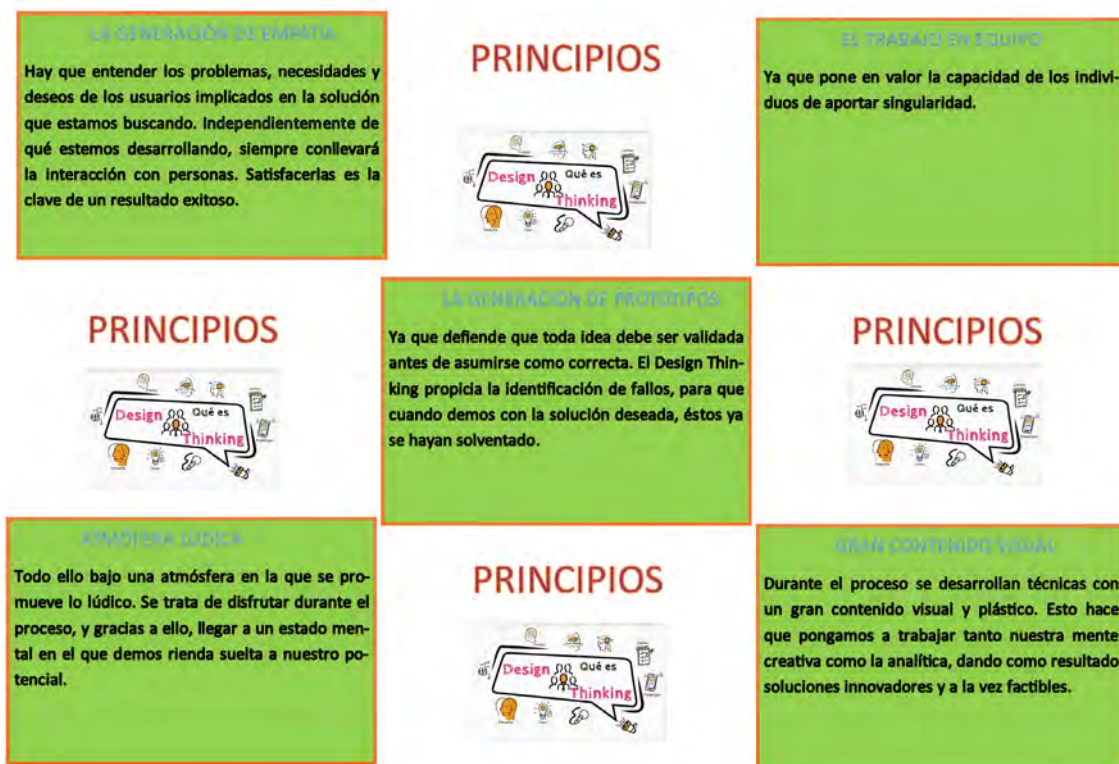 LA GENERACIÓN DE EMPATÍA
Hay que entender los problemas, necesidades y
deseos de los usuarios implicados en la solución
que estamos buscando. Independientemente de
qué estemos desarrollando, siempre conllevará
la interacción con personas. Satisfacerlas es la
clave de un resultado exitoso.
PRINCIPIOS
Design Qué es
Thinking
EL TRABAJO EN EQUIPO
Ya que pone en valor la capacidad de los indivi-
duos de aportar singularidad.
PRINCIPIOS
Design Qué es
Thinking
LA GENERACIÓN DE PROTOTIPOS
Ya que defiende que toda idea debe ser validada
antes de asumirse como correcta. El Design Thin-
king propicia la identificación de fallos, para que
cuando demos con la solución deseada, éstos ya
se hayan solventado.
PRINCIPIOS
Design Qué es
Thinking
ATMÓFERA LÚDICA
Todo ello bajo una atmósfera en la que se pro-
mueve lo lúdico. Se trata de disfrutar durante el
proceso, y gracias a ello, llegar a un estado men-
tal en el que demos rienda suelta a nuestro po-
tencial.
PRINCIPIOS
Design Qué es
Thinking
GRAN CONTENIDO VISUAL
Durante el proceso se desarrollan técnicas con
un gran contenido visual y plástico. Esto hace
que pongamos a trabajar tanto nuestra mente
creativa como la analítica, dando como resultado
soluciones innovadores y a la vez factibles.